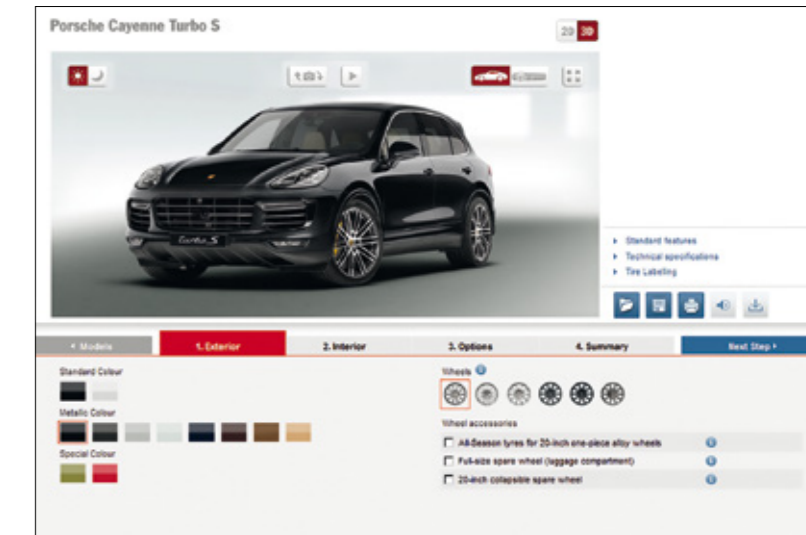 Porsche Cayenne Turbo S
2D 3D
Turbo S
Standard features
Technical specifications
Tire Labeling
Models
1. Exterior
2. Interior
3. Options
4. Summary
Next Step
Standard Colour
Metallic Colour
Special Colour
Wheels
Wheel accessories
All-Season tyres for 20-inch one-piece alloy wheels
Full-size spare wheel (luggage compartment)
20-inch collapsible spare wheel